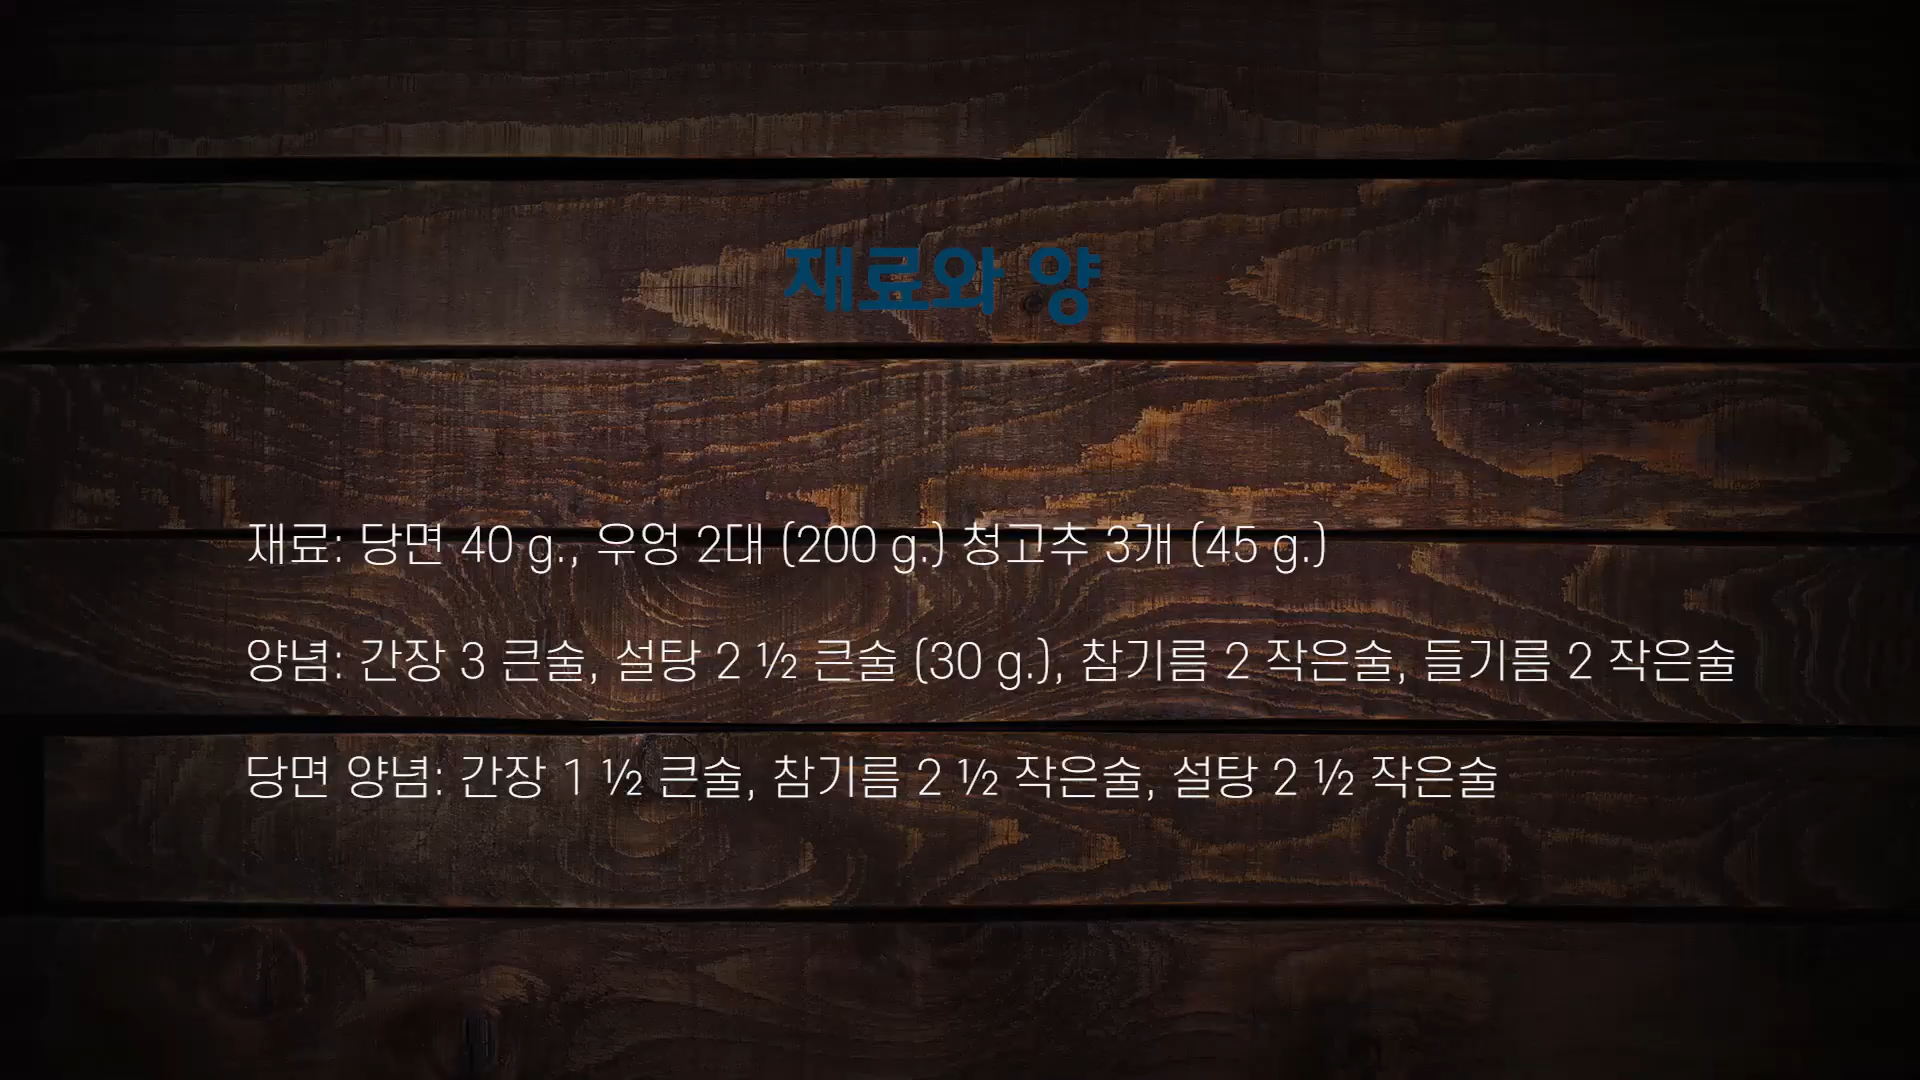 재료와 양
재료: 당면 40 g., 우엉 2대 (200 g.) 청고추 3개 (45 g.)
양념: 간장 3 큰술, 설탕 2 ½ 큰술 (30 g.), 참기름 2 작은술, 들기름 2 작은술
당면 양념: 간장 1 ½ 큰술, 참기름 2 ½ 작은술, 설탕 2 ½ 작은술